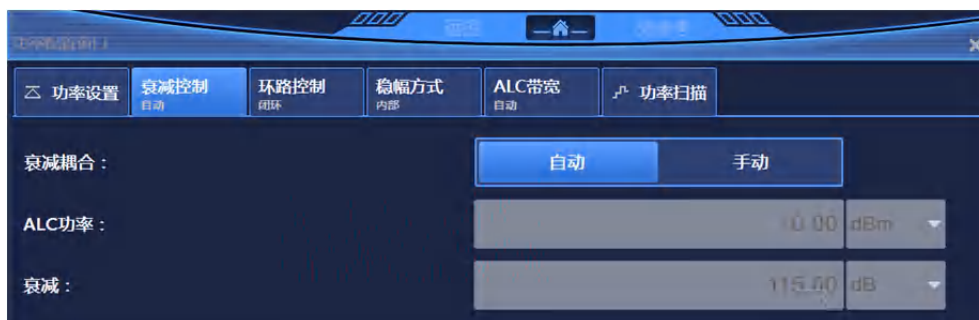 功率设置
衰减控制
自动
环路控制
闭环
稳幅方式
内部
ALC带宽
自动
功率扫描
衰减耦合：
自动
手动
ALC功率：
0.00 dBm
衰减：
115.00 dB